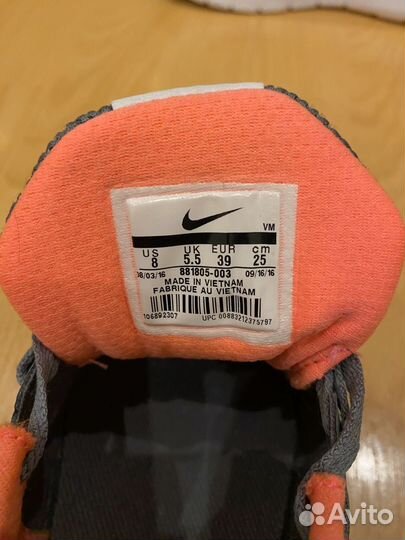 VM
US UK EUR cm
8 5.5 39 25
08/03/16 881805-003 09/16/16
MADE IN VIETNAM
FABRIQUE AU VIETNAM
106892307 UPC 00883212375797
Avito